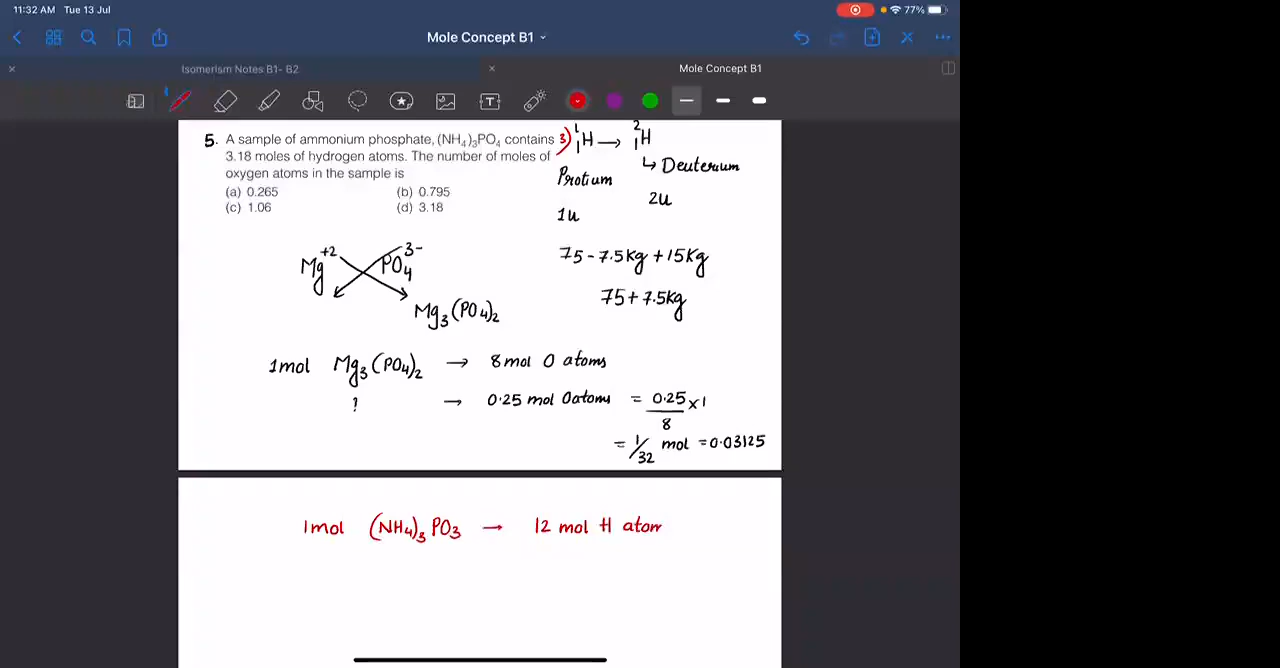 11:32 AM Tue 13 Jul
77%
Mole Concept B1
Isomerism Notes B1- B2
Mole Concept B1
5. A sample of ammonium phosphate, (NH₄)₃PO₄ contains
3.18 moles of hydrogen atoms. The number of moles of
oxygen atoms in the sample is
(a) 0.265 (b) 0.795
(c) 1.06 (d) 3.18
3) ¹₁H → ²₁H
↳ Deuterium
Protium
2u
1u
75 - 7.5Kg + 15Kg
75 + 7.5Kg
Mg⁺² PO₄³⁻
Mg₃(PO₄)₂
1mol Mg₃(PO₄)₂ → 8 mol O atoms
? → 0.25 mol O atoms = 0.25/8 × 1
= 1/32 mol = 0.03125
1mol (NH₄)₃PO₃ → 12 mol H atom